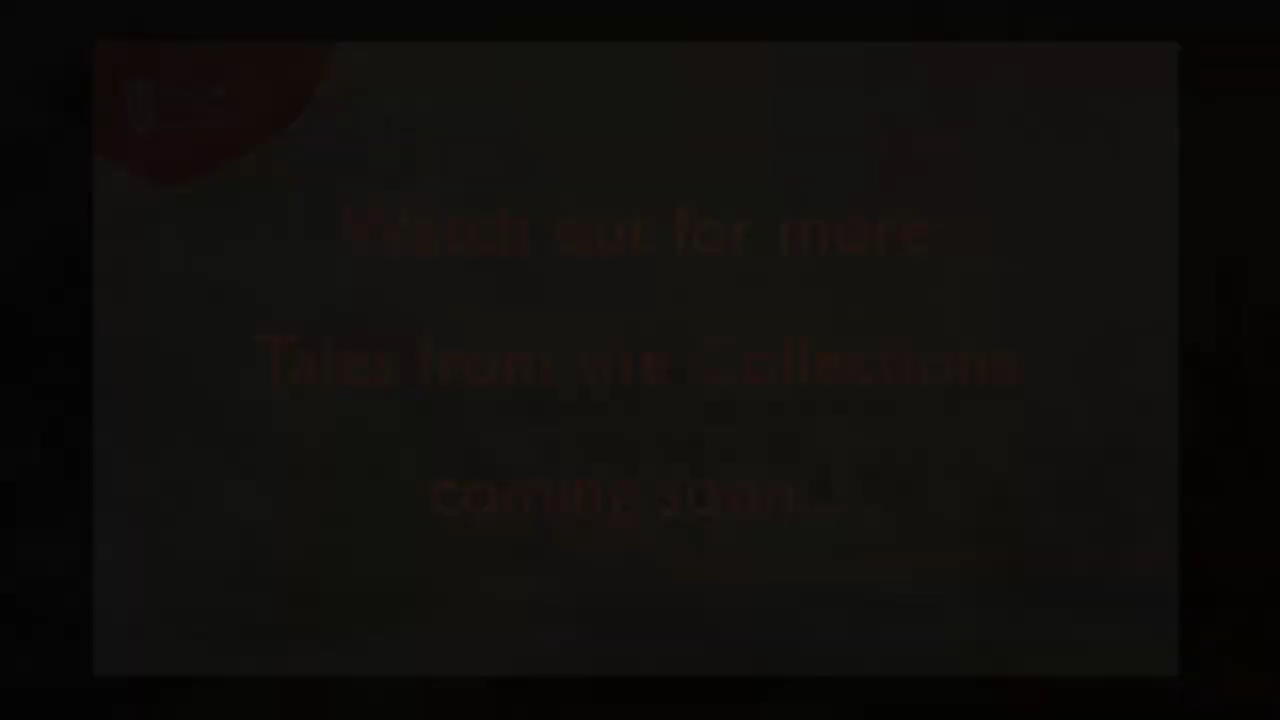 Watch out for more
Tales from the Collections
coming soon...